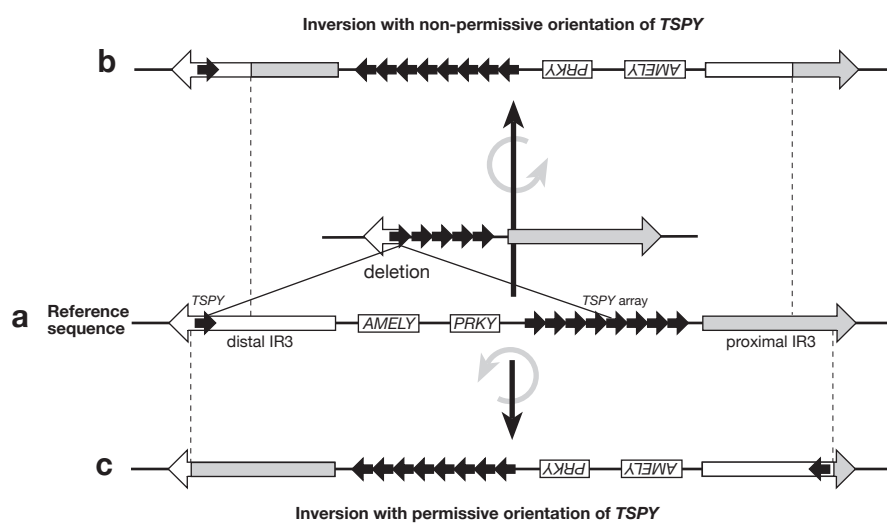 Inversion with non-permissive orientation of TSPY
b
PRKY
AMELY
deletion
TSPY
TSPY array
a
Reference
sequence
AMELY
PRKY
distal IR3
proximal IR3
c
PRKY
AMELY
Inversion with permissive orientation of TSPY